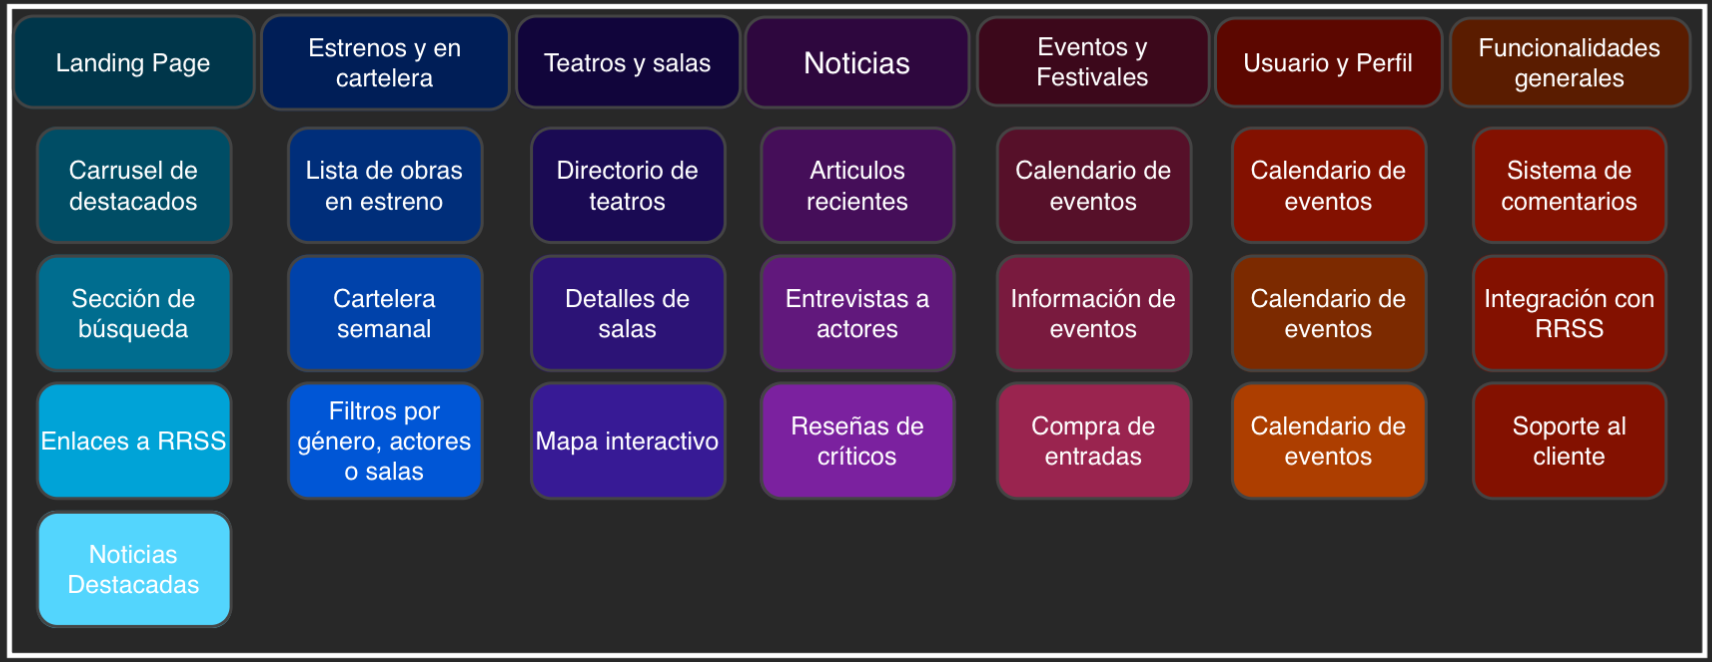 Landing Page
Estrenos y en
cartelera
Teatros y salas
Noticias
Eventos y
Festivales
Usuario y Perfil
Funcionalidades
generales
Carrusel de
destacados
Lista de obras
en estreno
Directorio de
teatros
Articulos
recientes
Calendario de
eventos
Calendario de
eventos
Sistema de
comentarios
Sección de
búsqueda
Cartelera
semanal
Detalles de
salas
Entrevistas a
actores
Información de
eventos
Calendario de
eventos
Integración con
RRSS
Enlaces a RRSS
Filtros por
género, actores
o salas
Mapa interactivo
Reseñas de
críticos
Compra de
entradas
Calendario de
eventos
Soporte al
cliente
Noticias
Destacadas